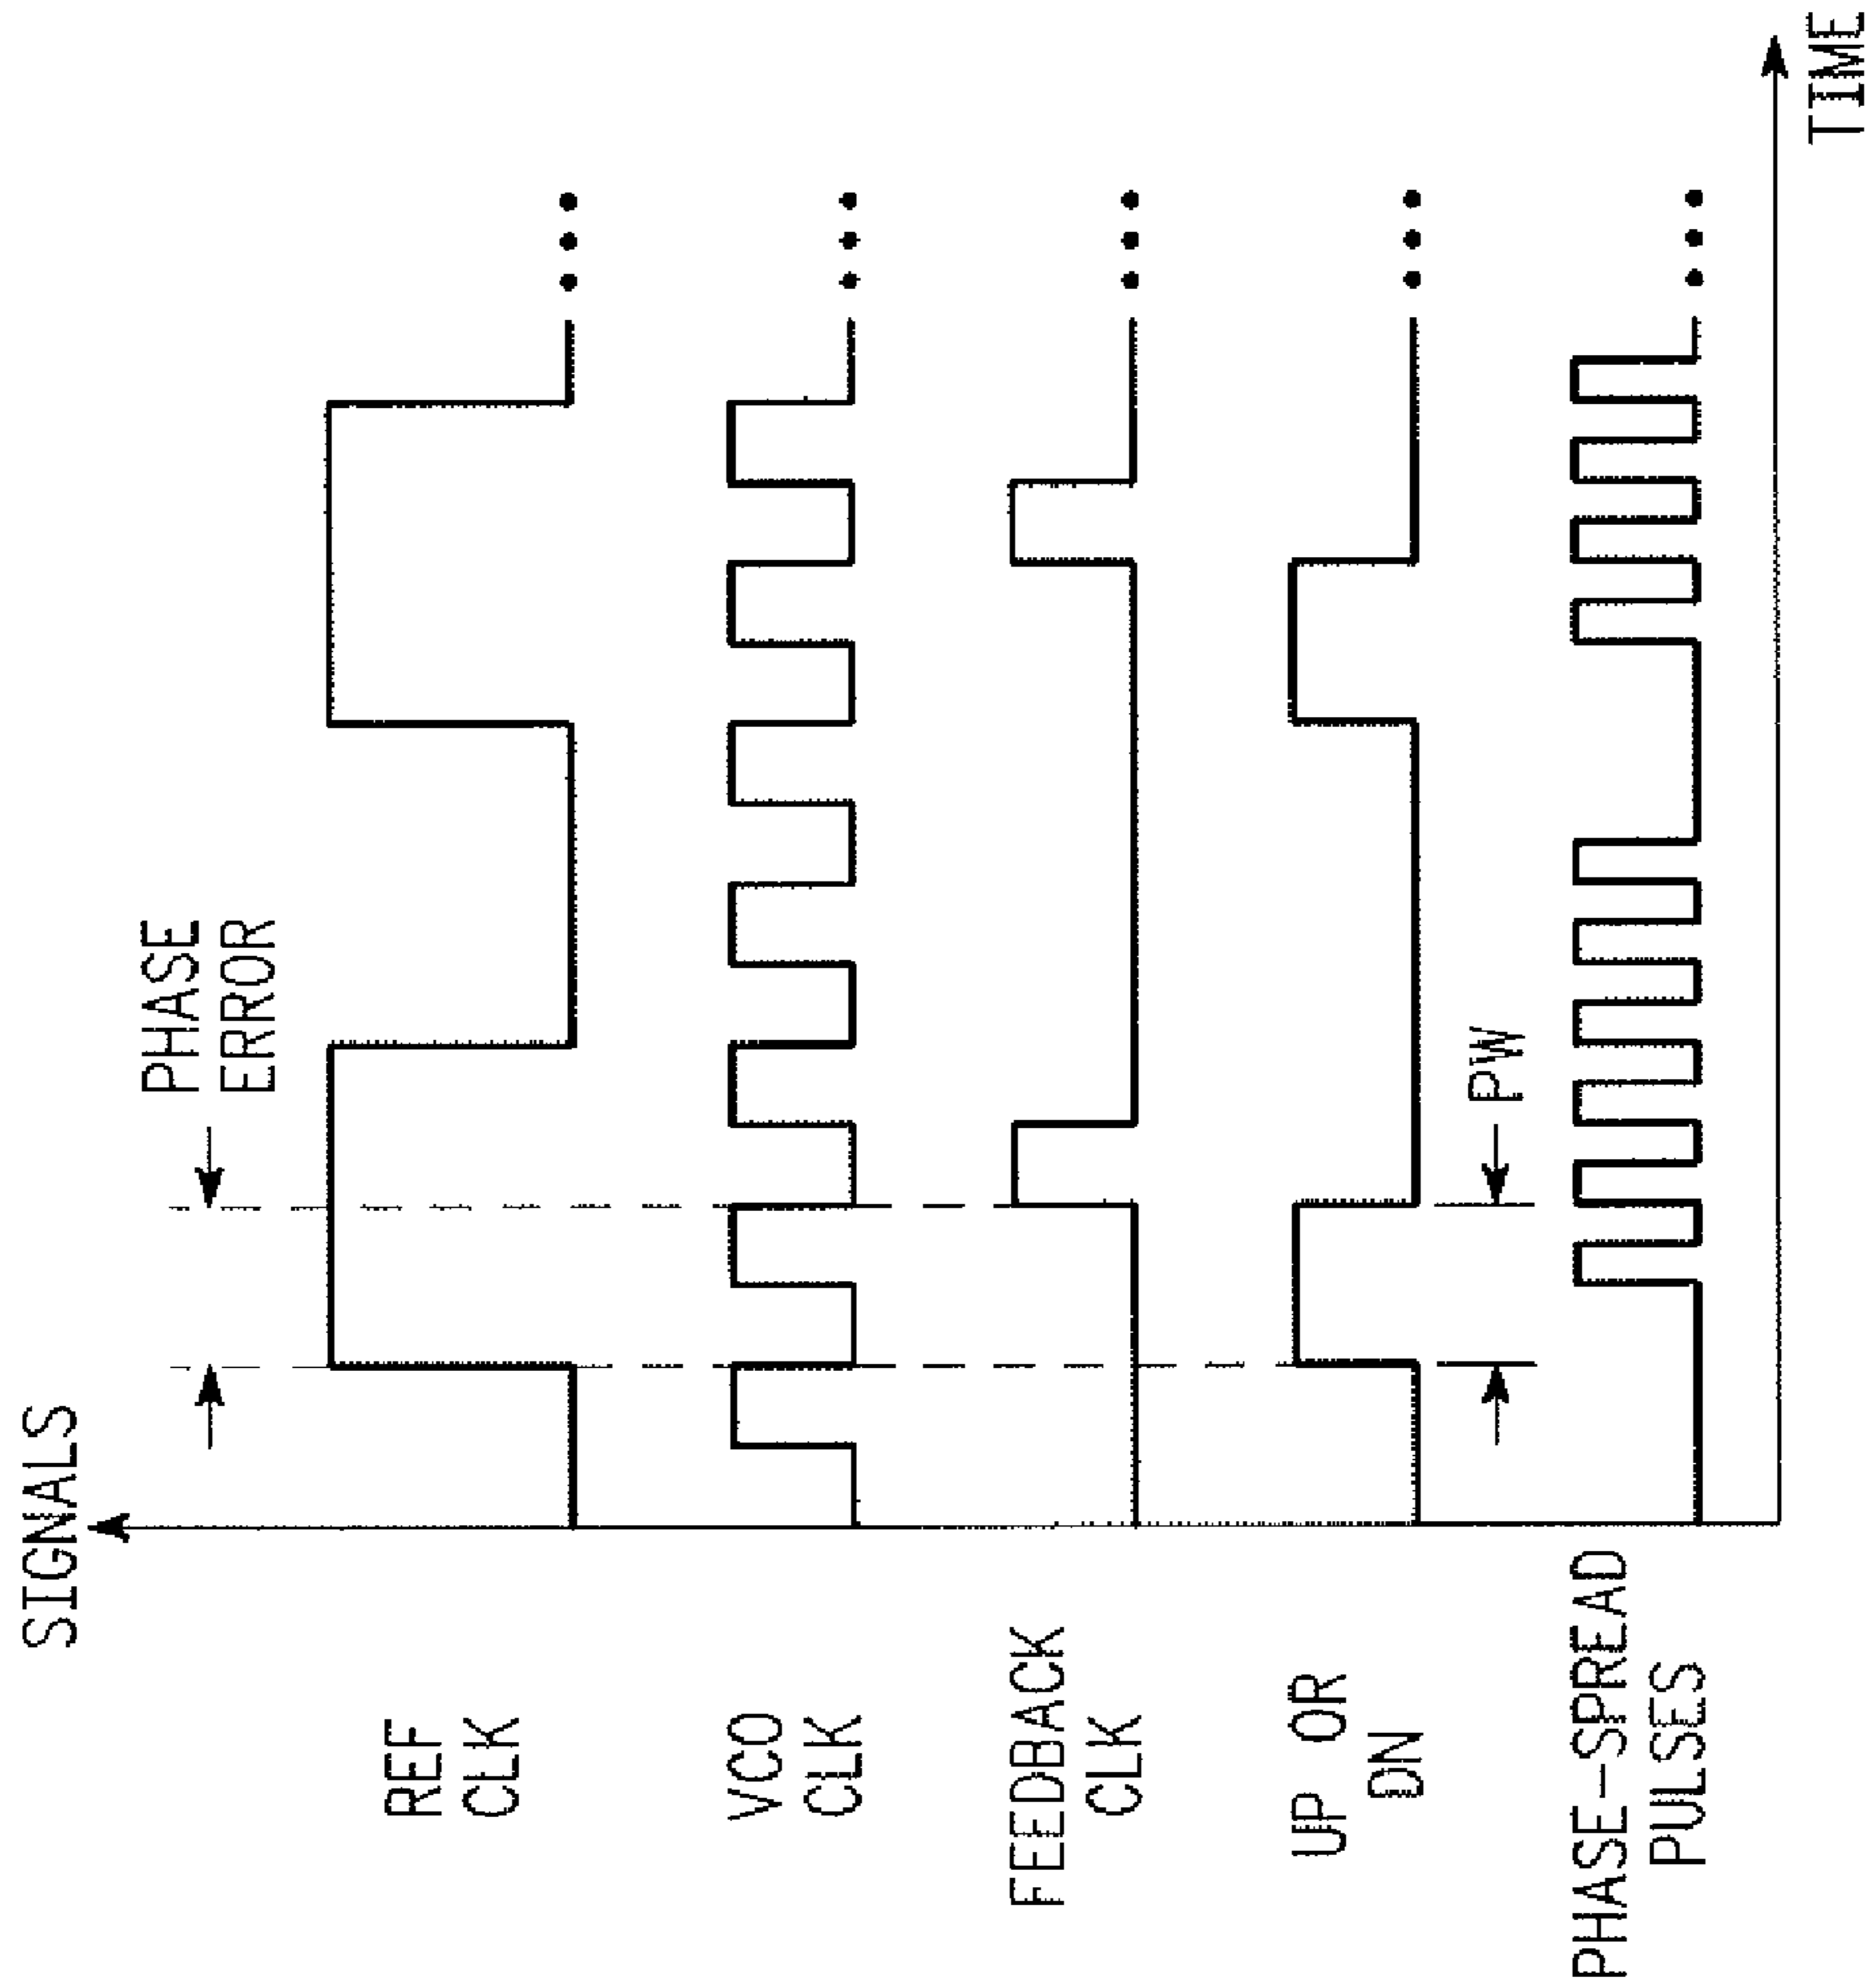 SIGNALS
PHASE
ERROR
REF
CLK
VCO
CLK
FEEDBACK
CLK
UP OR
DN
PW
PHASE-SPREAD
PULSES
TIME